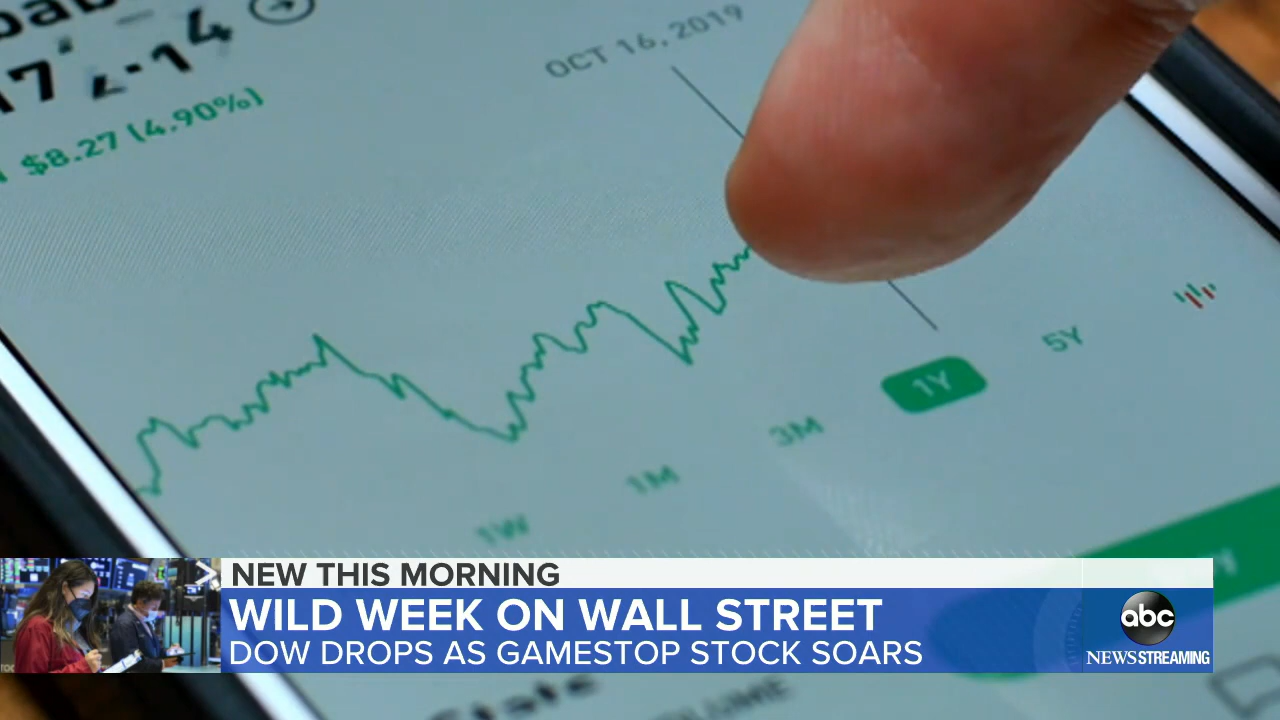 OCT 16, 2019
$8.27 (4.90%)
5Y
1Y
3M
1M
1W
NEW THIS MORNING
WILD WEEK ON WALL STREET
DOW DROPS AS GAMESTOP STOCK SOARS
abc
NEWS STREAMING